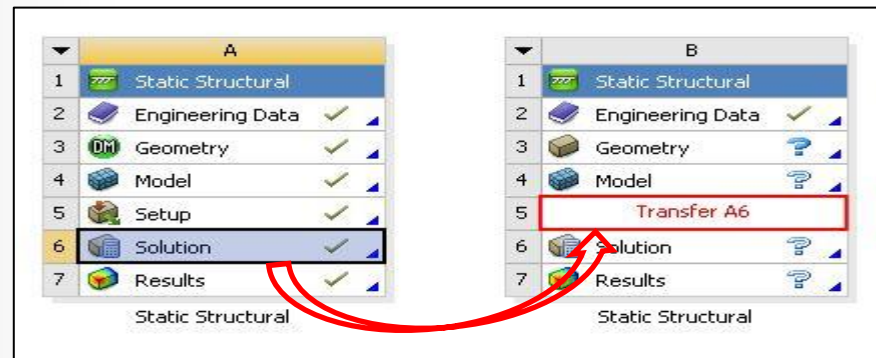 A
1 Static Structural
2 Engineering Data
3 DM Geometry
4 Model
5 Setup
6 Solution
7 Results
Static Structural
B
1 Static Structural
2 Engineering Data
3 Geometry
4 Model
5 Transfer A6
6 Solution
7 Results
Static Structural